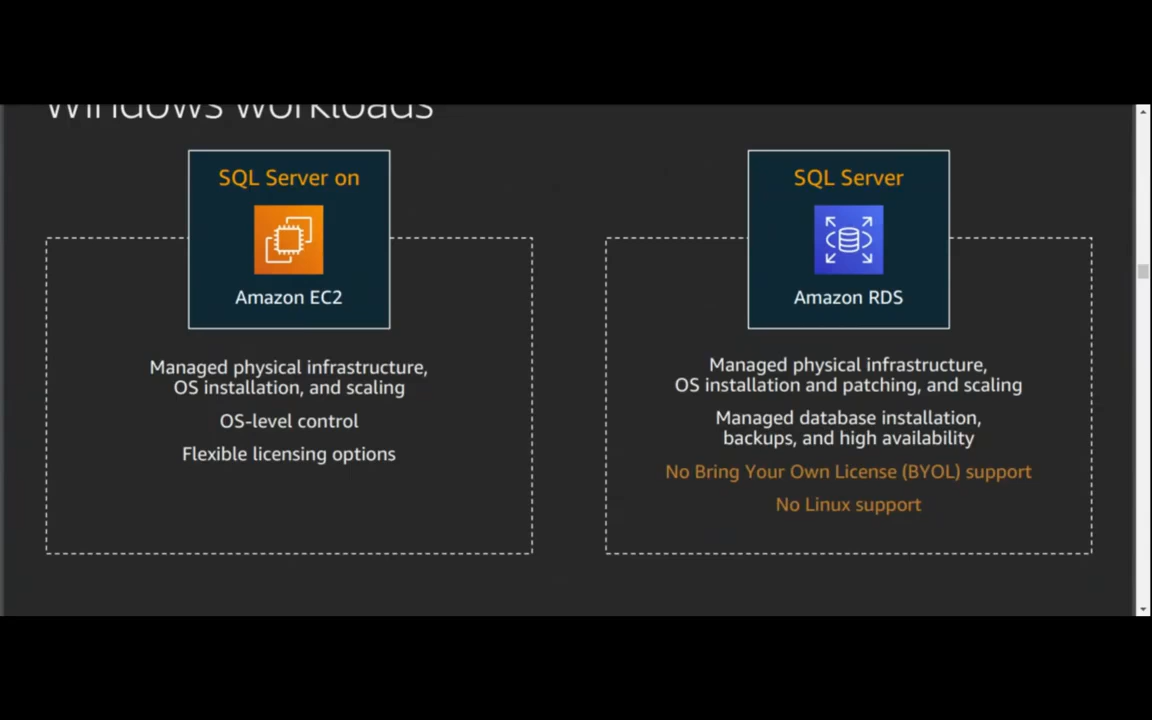 Windows Workloads
SQL Server on
Amazon EC2
Managed physical infrastructure,
OS installation, and scaling
OS-level control
Flexible licensing options
SQL Server
Amazon RDS
Managed physical infrastructure,
OS installation and patching, and scaling
Managed database installation,
backups, and high availability
No Bring Your Own License (BYOL) support
No Linux support